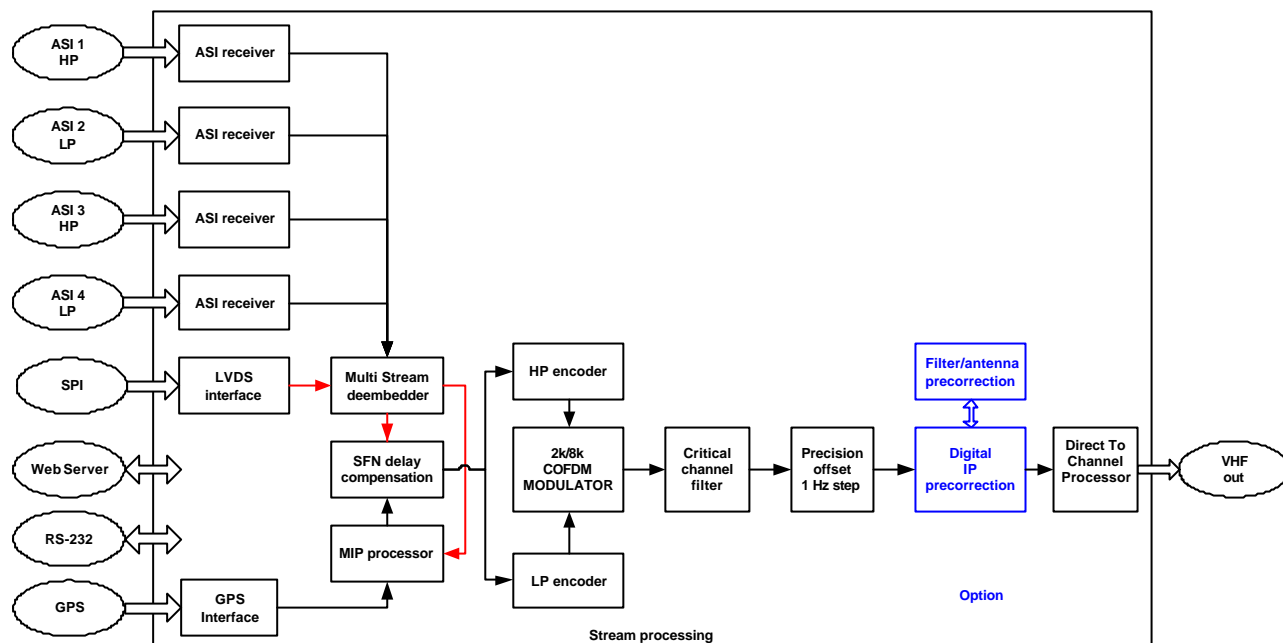 ASI 1
HP
ASI receiver
ASI 2
LP
ASI receiver
ASI 3
HP
ASI receiver
ASI 4
LP
ASI receiver
SPI
LVDS
interface
Multi Stream
deembedder
HP encoder
Filter/antenna
precorrection
Web Server
SFN delay
compensation
2k/8k
COFDM
MODULATOR
Critical
channel
filter
Precision
offset
1 Hz step
Digital
IP
precorrection
Direct To
Channel
Processor
VHF
out
RS-232
MIP processor
LP encoder
GPS
GPS
Interface
Option
Stream processing